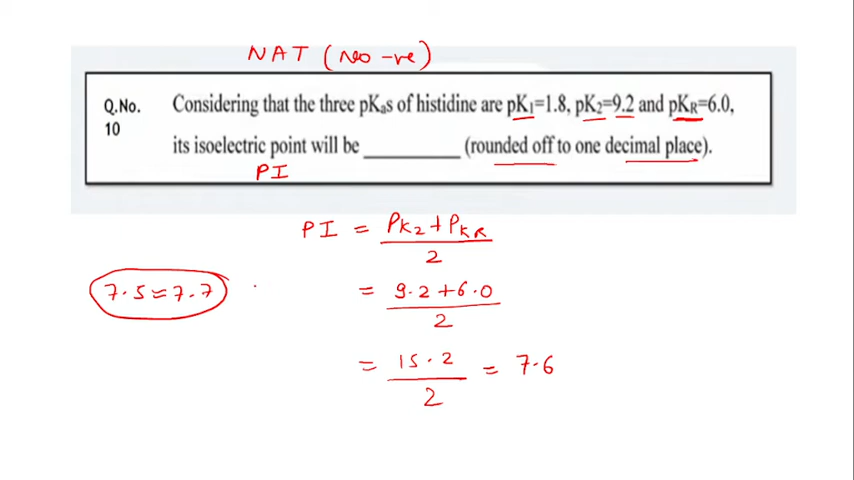 NAT (No -ve)
Q.No. 10
Considering that the three pKas of histidine are pK1=1.8, pK2=9.2 and pKR=6.0,
its isoelectric point will be __________ (rounded off to one decimal place).
PI
PI = PK2+PKR / 2
7.5=7.7
= 9.2+6.0 / 2
= 15.2 / 2 = 7.6